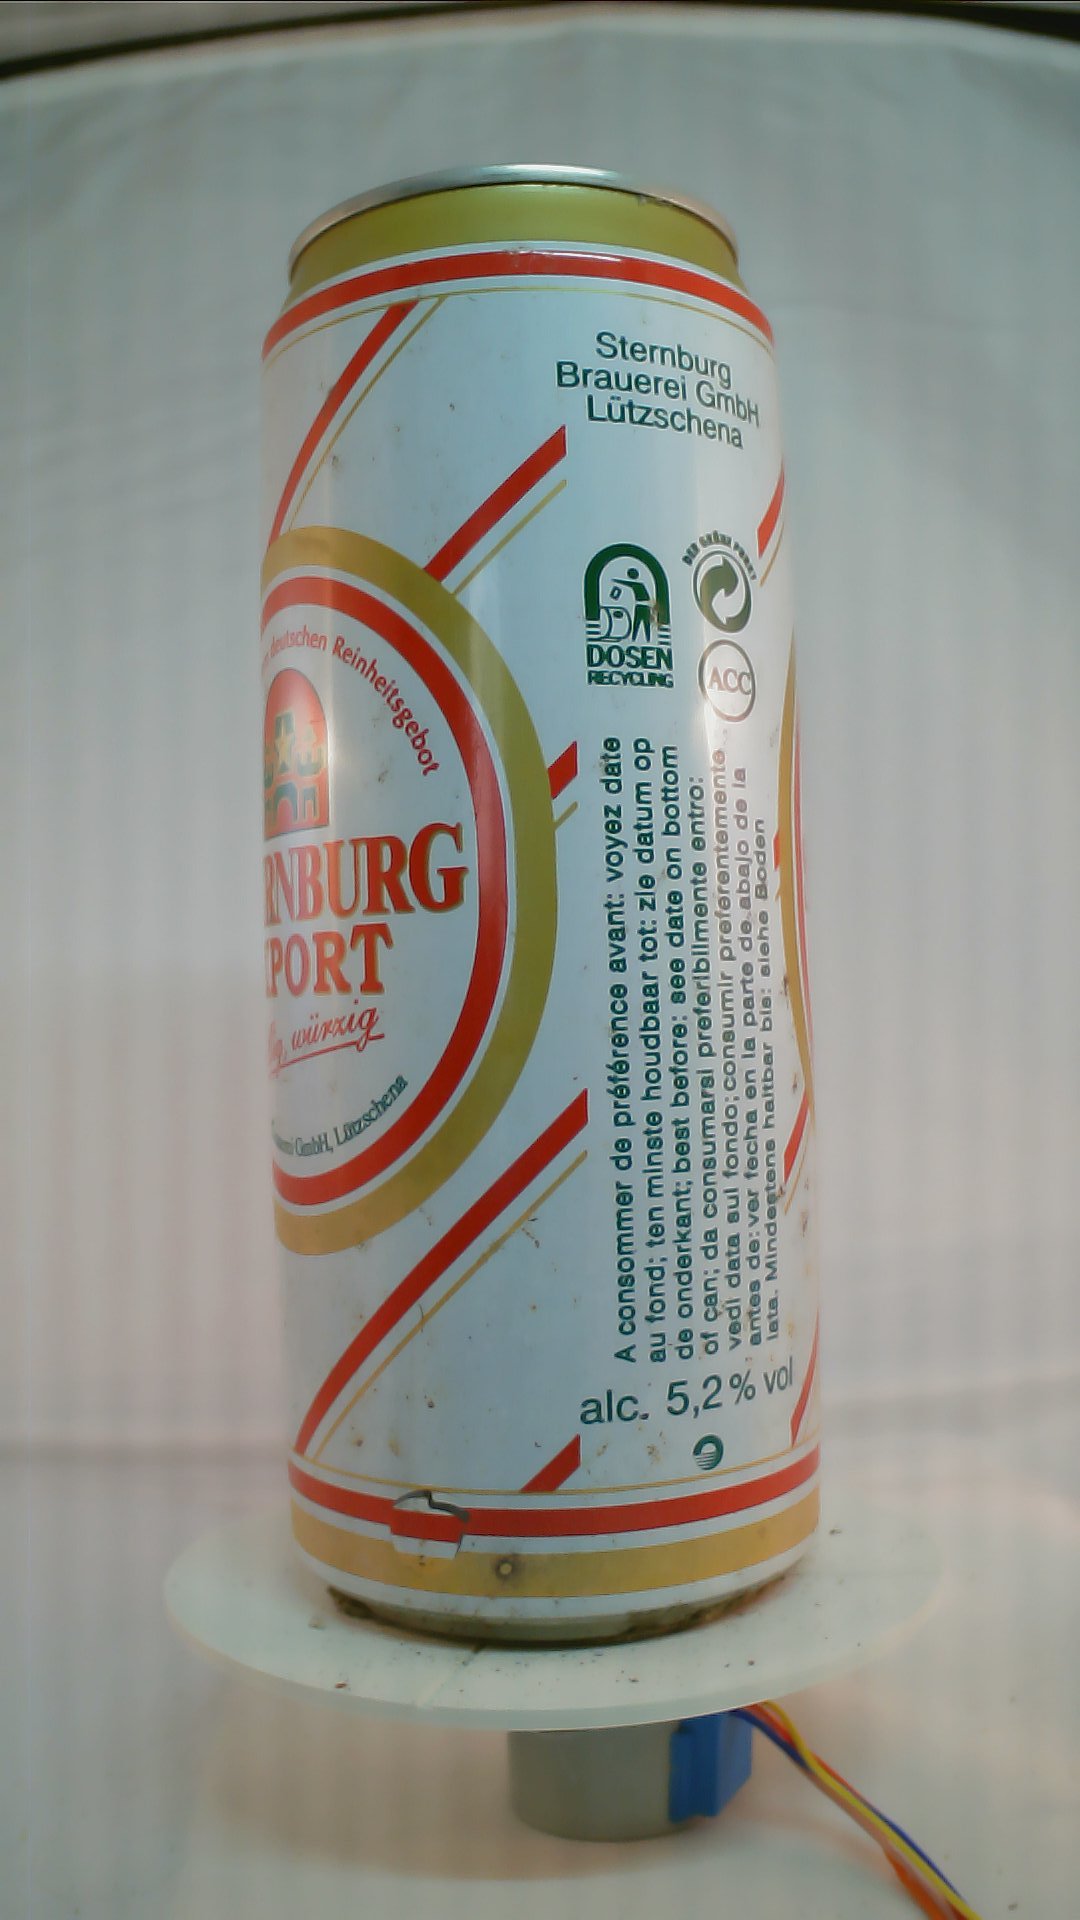 Sternburg
Brauerei GmbH
Lützschena
deutschen Reinheitsgebot
RNBURG
PORT
würzig
GmbH, Lützschena
DER GRÜNE PUNKT
DOSEN
RECYCLING
ACC
A consommer de préférence avant: voyez date
au fond; ten minste houdbaar tot: zie datum op
de onderkant; best before: see date on bottom
of can; da consumarsi preferibilmente entro:
vedi data sul fondo; consumir preferentemente
antes de: ver fecha en la parte de abajo de la
lata. Mindestens haltbar bis: siehe Boden
alc. 5,2 % vol